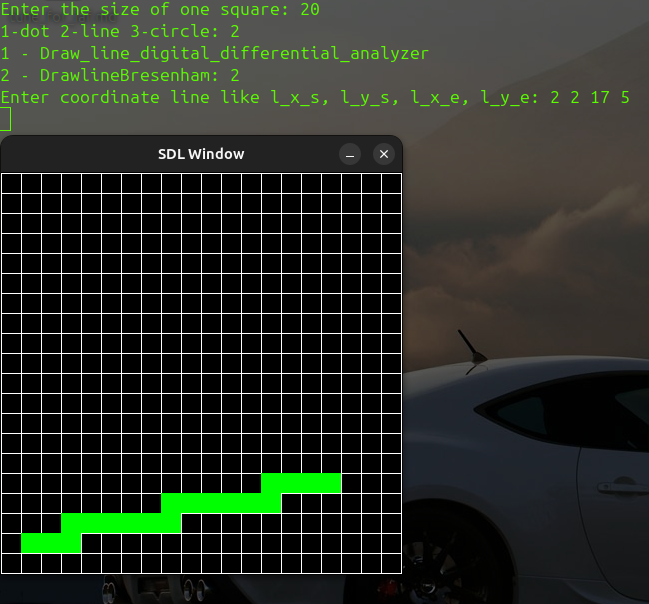 Enter the size of one square: 20
1-dot 2-line 3-circle: 2
1 - Draw_line_digital_differential_analyzer
2 - DrawlineBresenham: 2
Enter coordinate line like l_x_s, l_y_s, l_x_e, l_y_e: 2 2 17 5
SDL Window